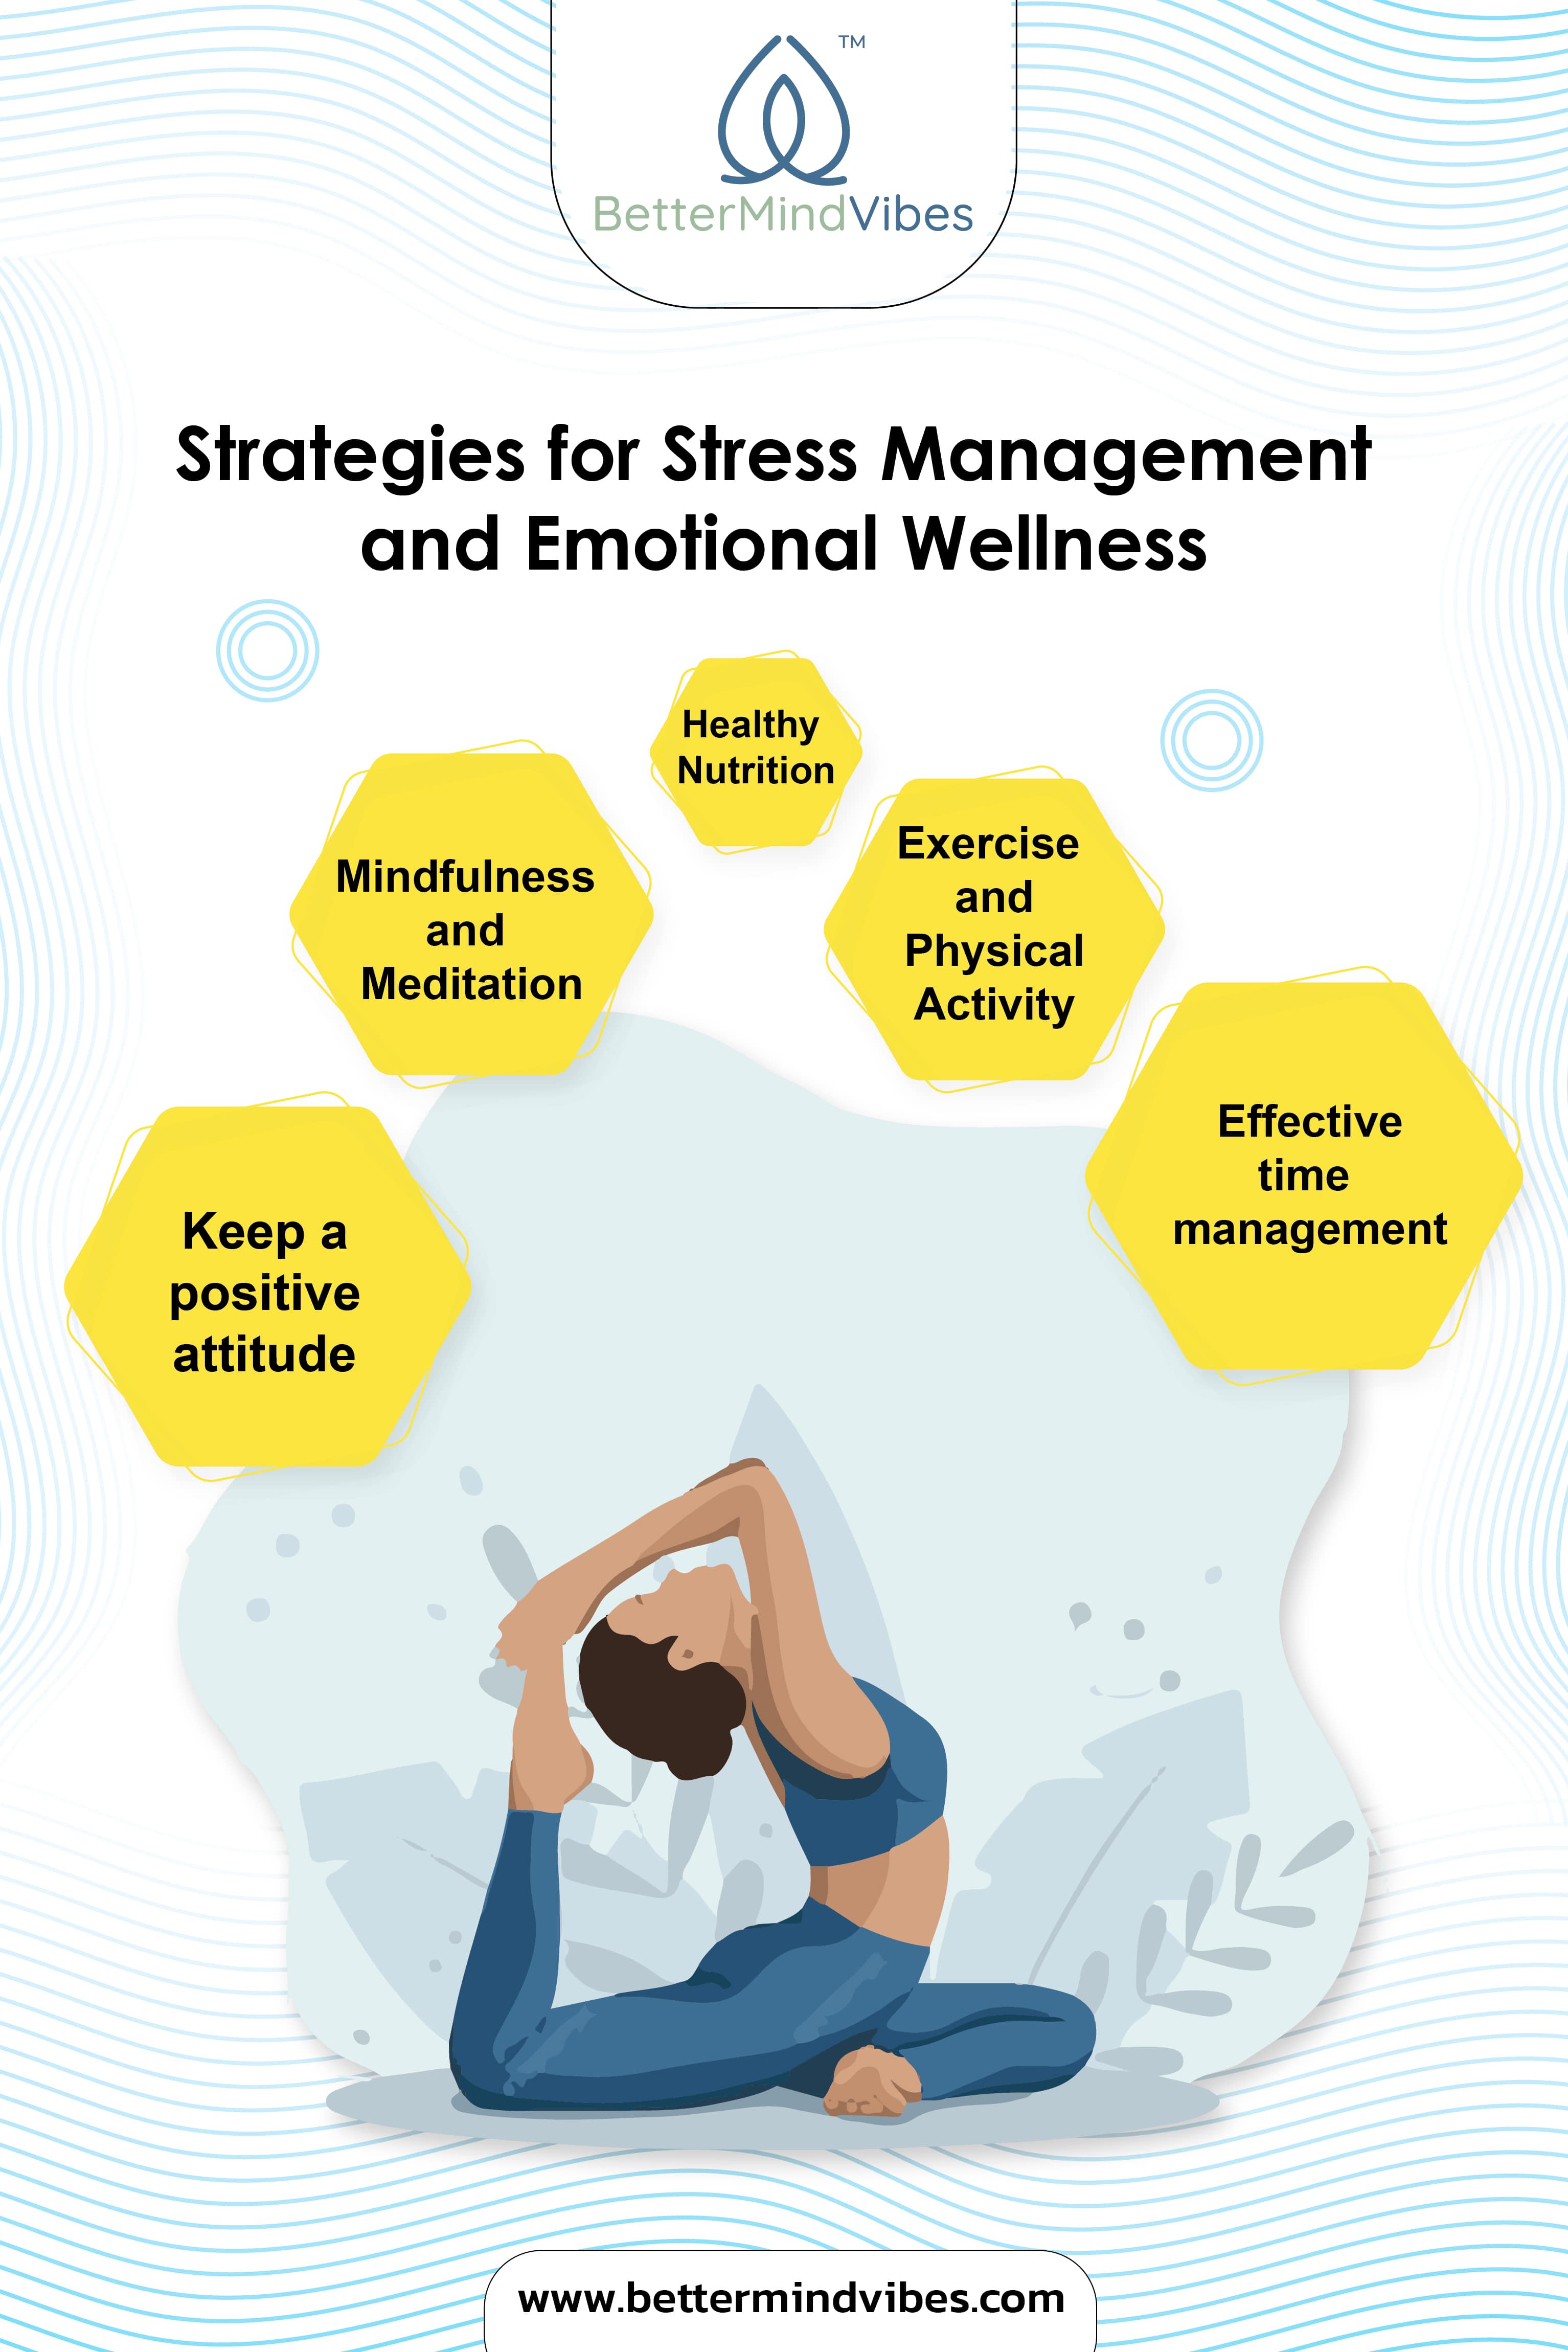 TM
BetterMindVibes
Strategies for Stress Management
and Emotional Wellness
Healthy
Nutrition
Mindfulness
and
Meditation
Exercise
and
Physical
Activity
Effective
time
management
Keep a
positive
attitude
www.bettermindvibes.com